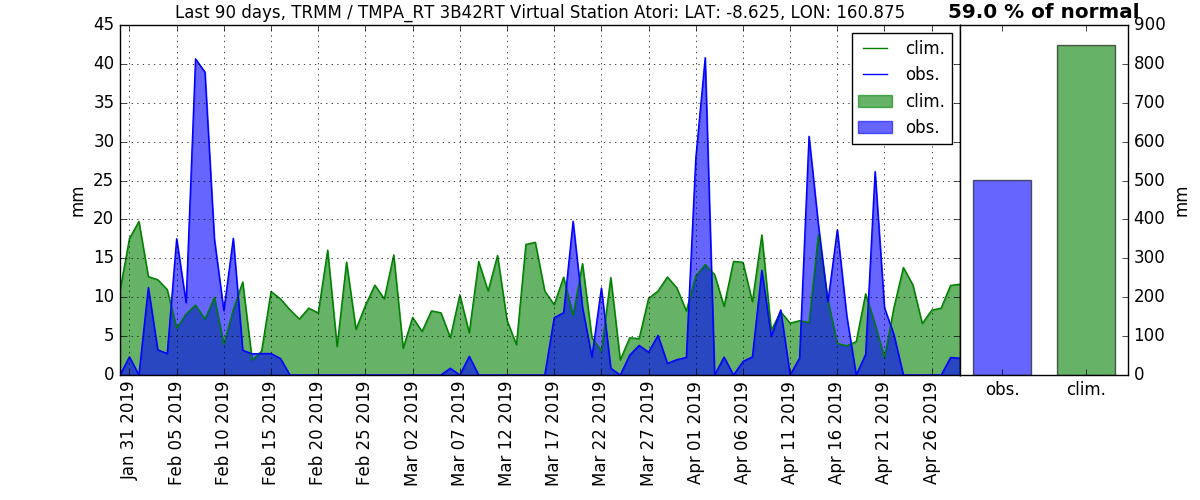 Last 90 days, TRMM / TMPA_RT 3B42RT Virtual Station Atori: LAT: -8.625, LON: 160.875
59.0 % of normal
mm
45
40
35
30
25
20
15
10
5
0
clim.
obs.
clim.
obs.
Jan 31 2019
Feb 05 2019
Feb 10 2019
Feb 15 2019
Feb 20 2019
Feb 25 2019
Mar 02 2019
Mar 07 2019
Mar 12 2019
Mar 17 2019
Mar 22 2019
Mar 27 2019
Apr 01 2019
Apr 06 2019
Apr 11 2019
Apr 16 2019
Apr 21 2019
Apr 26 2019
900
800
700
600
500
400
300
200
100
0
mm
obs.
clim.